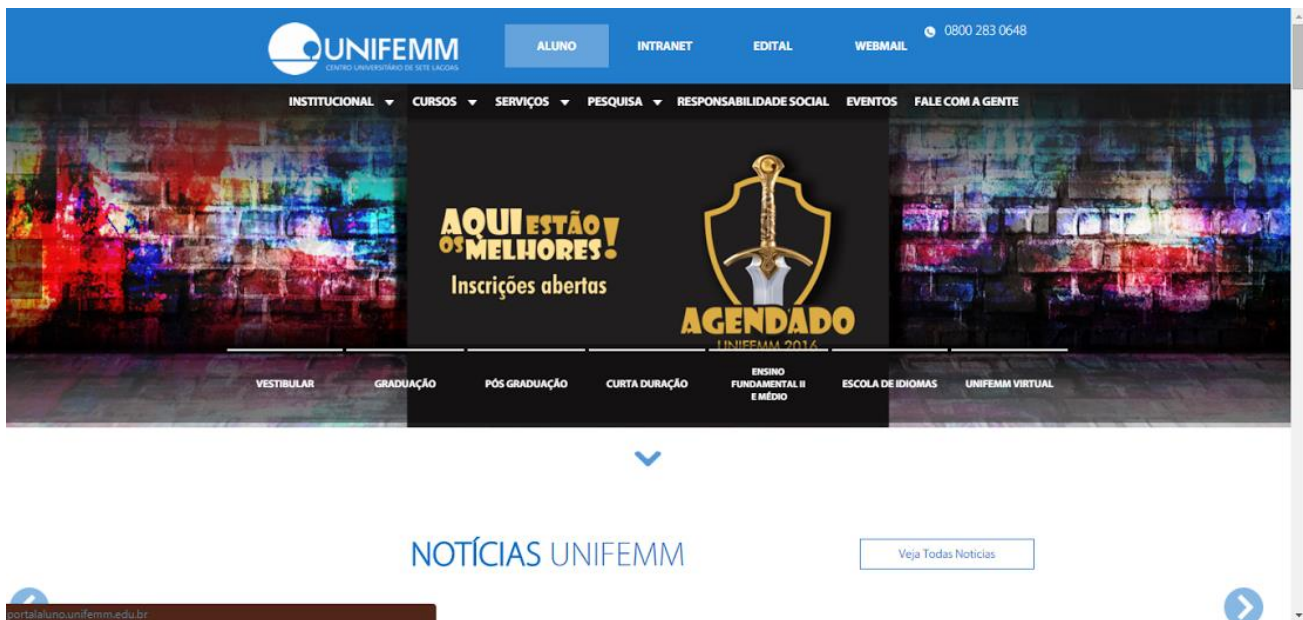 UNIFEMM
CENTRO UNIVERSITÁRIO DE SETE LAGOAS
ALUNO INTRANET EDITAL WEBMAIL 0800 283 0648
INSTITUCIONAL CURSOS SERVIÇOS PESQUISA RESPONSABILIDADE SOCIAL EVENTOS FALE COM A GENTE
AQUI ESTÃO
OS MELHORES!
Inscrições abertas
AGENDADO
UNIFEMM 2016
VESTIBULAR
GRADUAÇÃO
PÓS GRADUAÇÃO
CURTA DURAÇÃO
ENSINO
FUNDAMENTAL II
E MÉDIO
ESCOLA DE IDIOMAS
UNIFEMM VIRTUAL
NOTÍCIAS UNIFEMM
Veja Todas Noticias
portalaluno.unifemm.edu.br